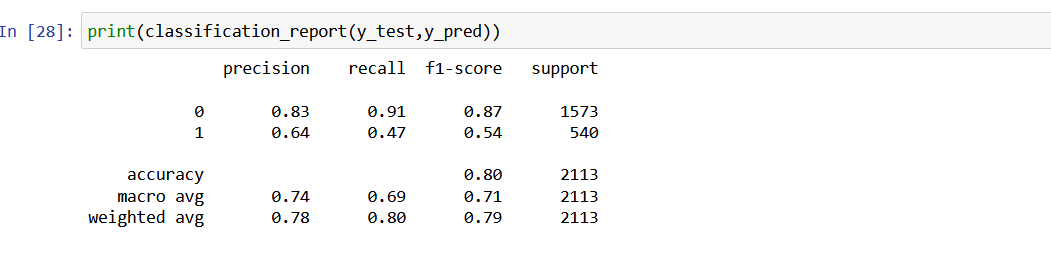 In [28]: print(classification_report(y_test,y_pred))
precision recall f1-score support
0 0.83 0.91 0.87 1573
1 0.64 0.47 0.54 540
accuracy 0.80 2113
macro avg 0.74 0.69 0.71 2113
weighted avg 0.78 0.80 0.79 2113